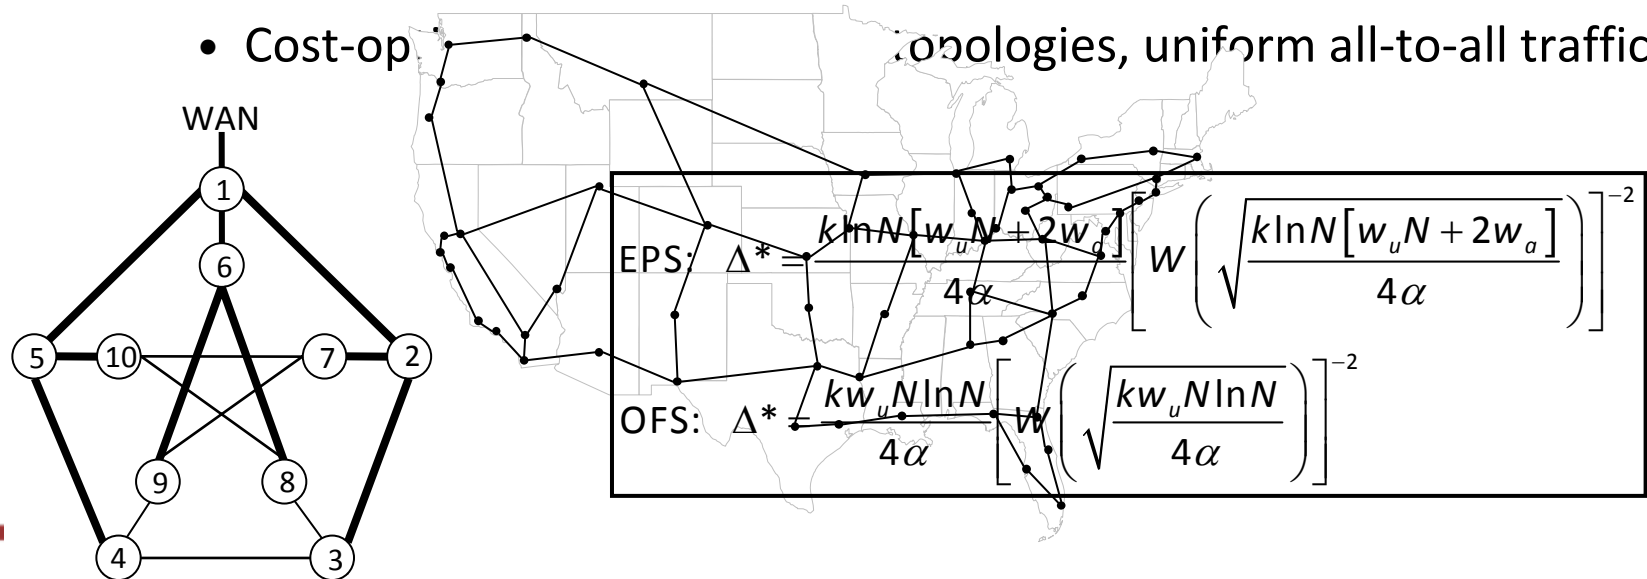 • Cost-op topologies, uniform all-to-all traffic
WAN
1
6
5 10 7 2
9 8
4 3
EPS: Δ* = k ln N [w_u N + 2w_a] / 4α [W (√(k ln N [w_u N + 2w_a] / 4α))]^−2
OFS: Δ* = k w_u N ln N / 4α [W (√(k w_u N ln N / 4α))]^−2